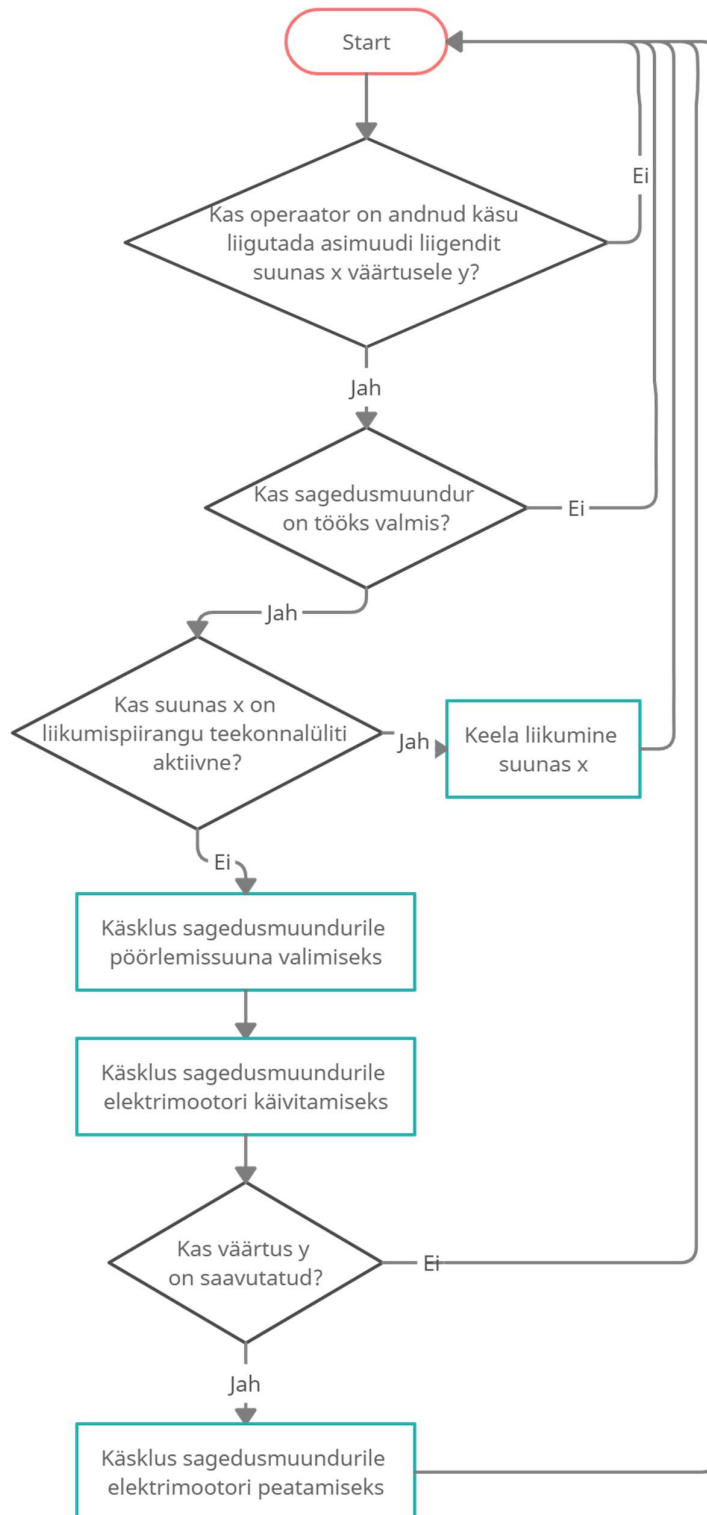 Start
Ei
Kas operaator on andnud käsu
liigutada asimuudi liigendit
suunas x väärtusele y?
Jah
Kas sagedusmuundur
on tööks valmis?
Ei
Jah
Kas suunas x on
liikumispiirangu teekonnalüliti
aktiivne?
Jah
Keela liikumine
suunas x
Ei
Käsklus sagedusmuundurile
pöörlemissuuna valimiseks
Käsklus sagedusmuundurile
elektrimootori käivitamiseks
Kas väärtus y
on saavutatud?
Ei
Jah
Käsklus sagedusmuundurile
elektrimootori peatamiseks